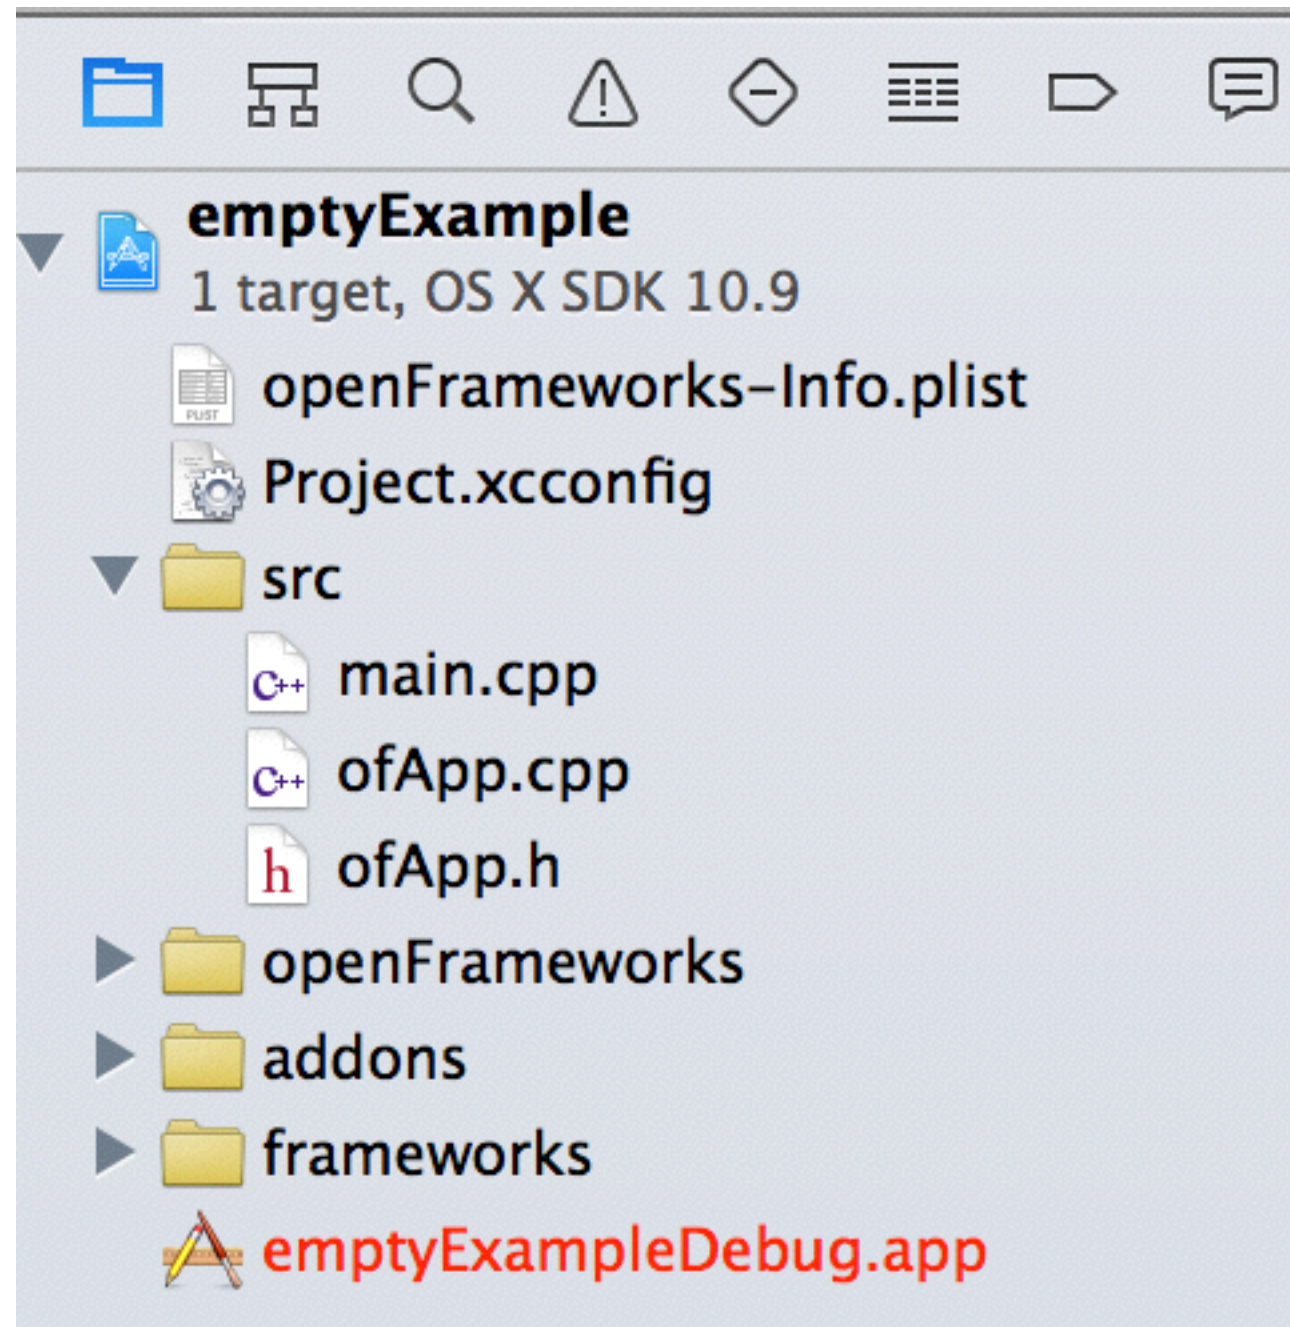 emptyExample
1 target, OS X SDK 10.9
PLIST
openFrameworks-Info.plist
Project.xcconfig
src
C++
main.cpp
C++
ofApp.cpp
h
ofApp.h
openFrameworks
addons
frameworks
emptyExampleDebug.app